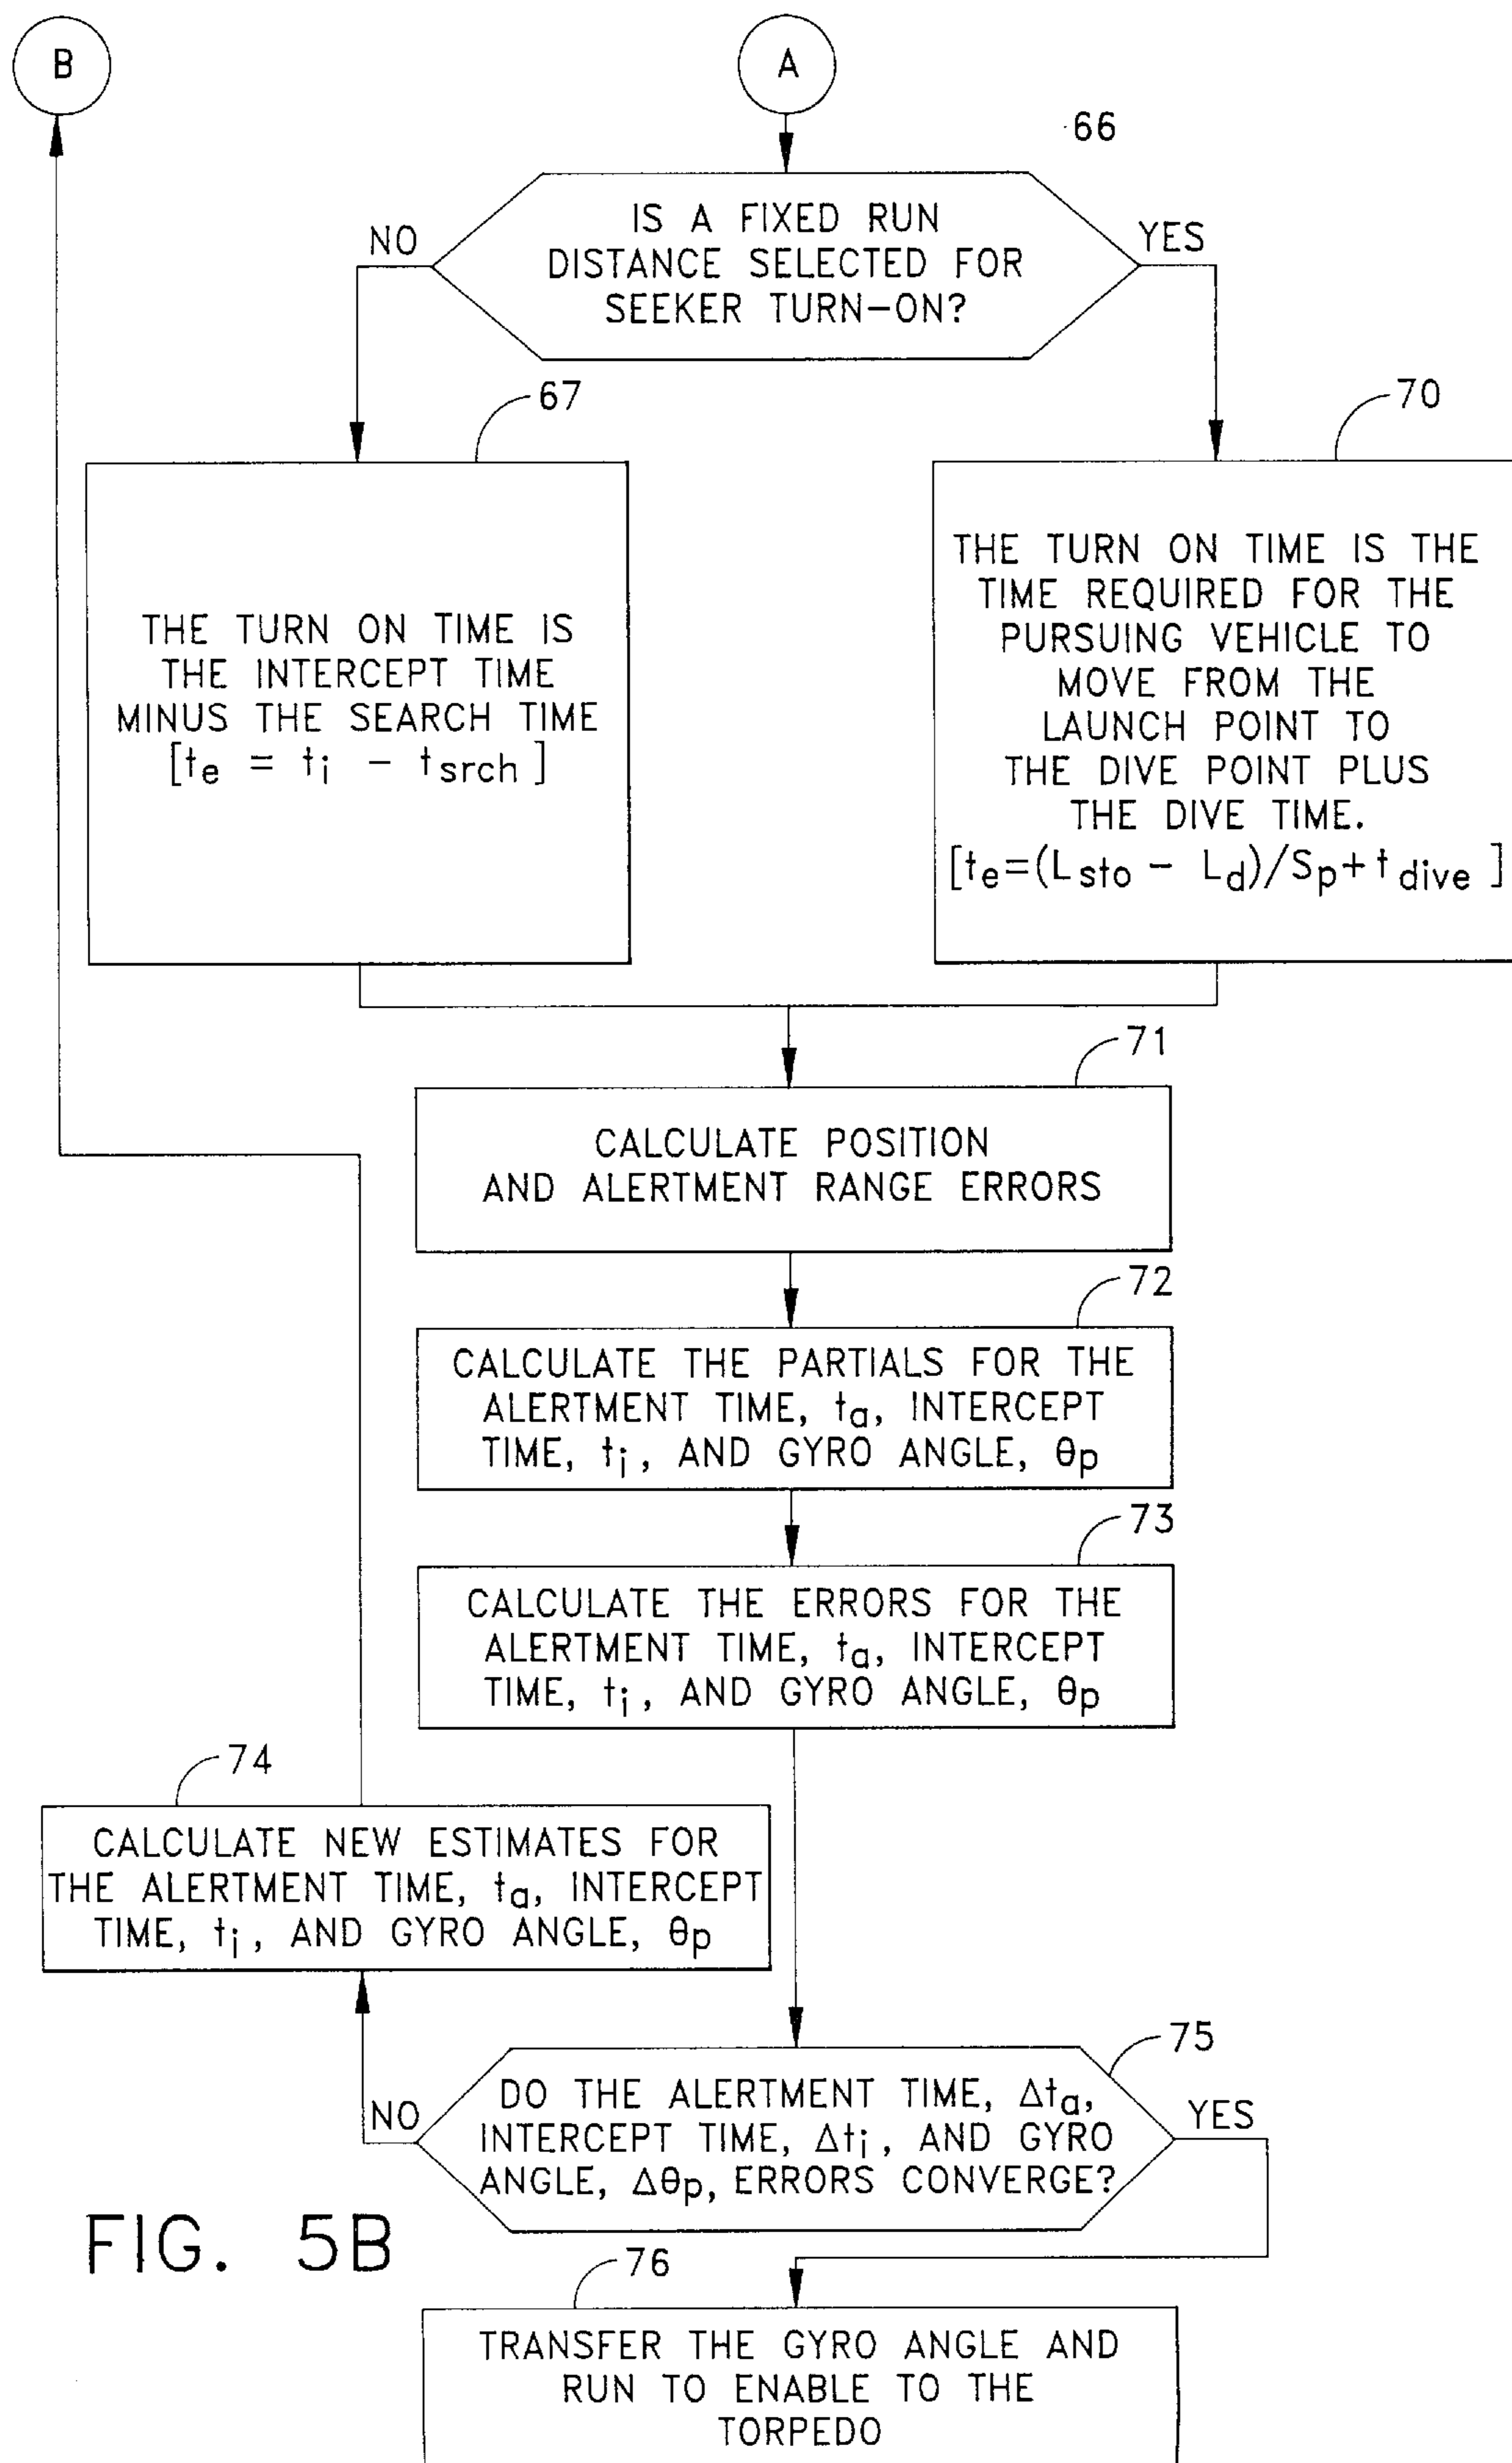 B
A
66
IS A FIXED RUN
DISTANCE SELECTED FOR
SEEKER TURN-ON?
NO
YES
67
THE TURN ON TIME IS
THE INTERCEPT TIME
MINUS THE SEARCH TIME
[te = ti - tsrch]
70
THE TURN ON TIME IS THE
TIME REQUIRED FOR THE
PURSUING VEHICLE TO
MOVE FROM THE
LAUNCH POINT TO
THE DIVE POINT PLUS
THE DIVE TIME.
[te=(Lsto - Ld)/Sp+tdive]
71
CALCULATE POSITION
AND ALERTMENT RANGE ERRORS
72
CALCULATE THE PARTIALS FOR THE
ALERTMENT TIME, ta, INTERCEPT
TIME, ti, AND GYRO ANGLE, θp
73
CALCULATE THE ERRORS FOR THE
ALERTMENT TIME, ta, INTERCEPT
TIME, ti, AND GYRO ANGLE, θp
74
CALCULATE NEW ESTIMATES FOR
THE ALERTMENT TIME, ta, INTERCEPT
TIME, ti, AND GYRO ANGLE, θp
75
DO THE ALERTMENT TIME, Δta,
INTERCEPT TIME, Δti, AND GYRO
ANGLE, Δθp, ERRORS CONVERGE?
NO
YES
FIG. 5B
76
TRANSFER THE GYRO ANGLE AND
RUN TO ENABLE TO THE
TORPEDO